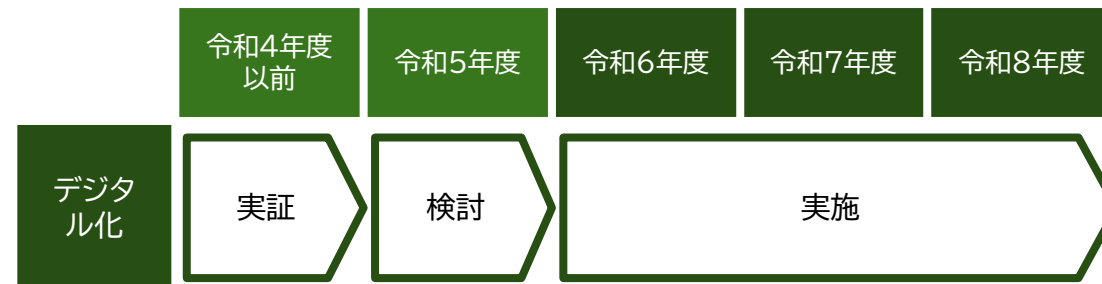 令和4年度
以前
令和5年度
令和6年度
令和7年度
令和8年度
デジタ
ル化
実証
検討
実施